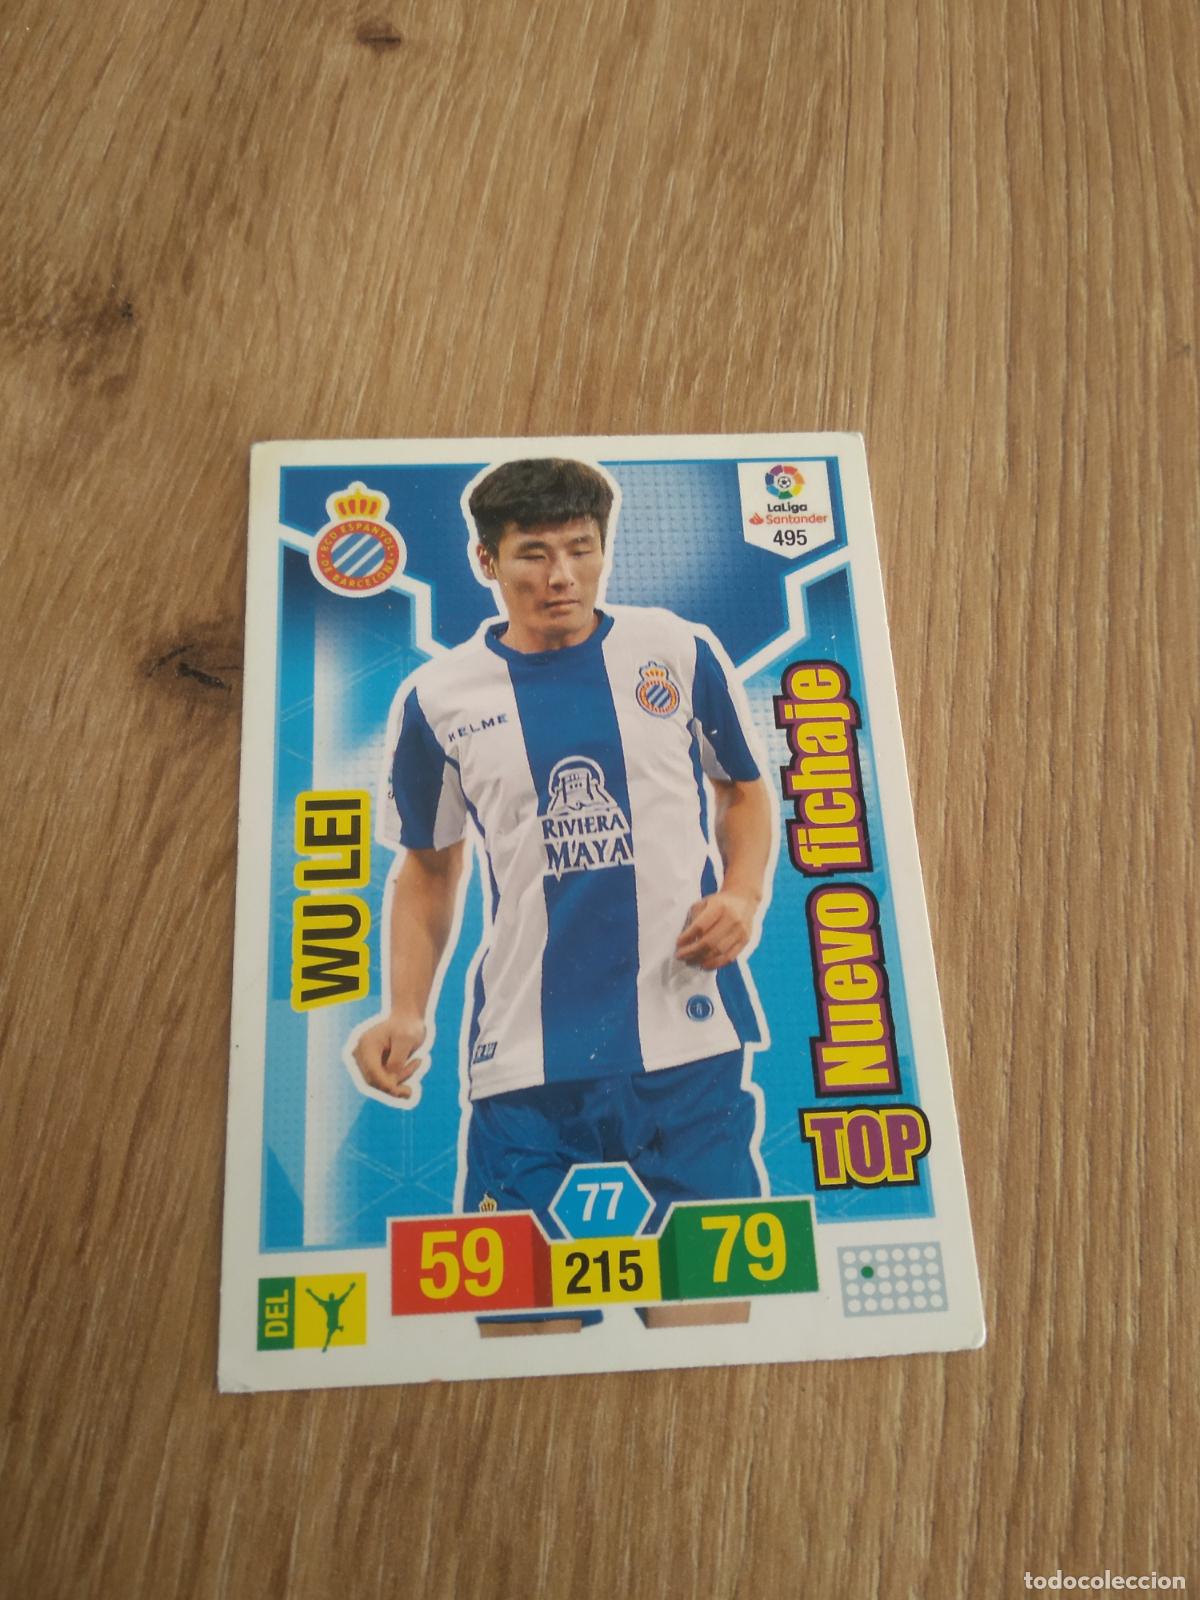 RCD ESPANYOL
DE BARCELONA
LaLiga
Santander
495
KELME
RIVIERA
MAYA
WU LEI
TOP Nuevo fichaje
77
59
215
79
DEL
todocoleccion